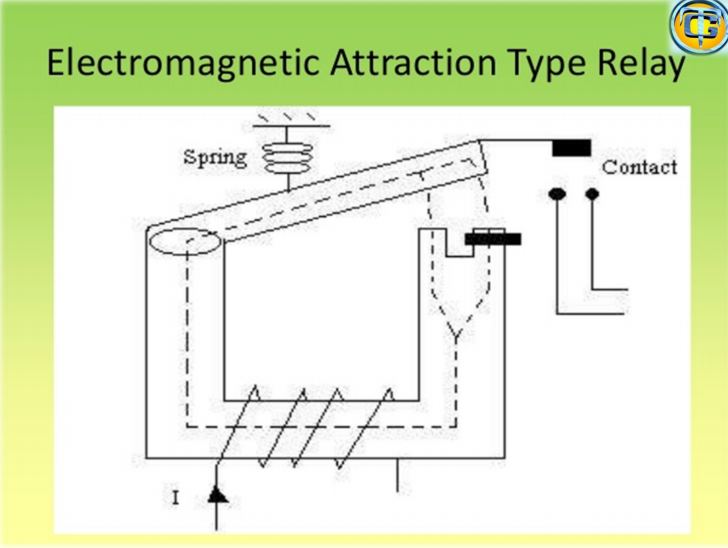 Electromagnetic Attraction Type Relay
Spring
Contact
I